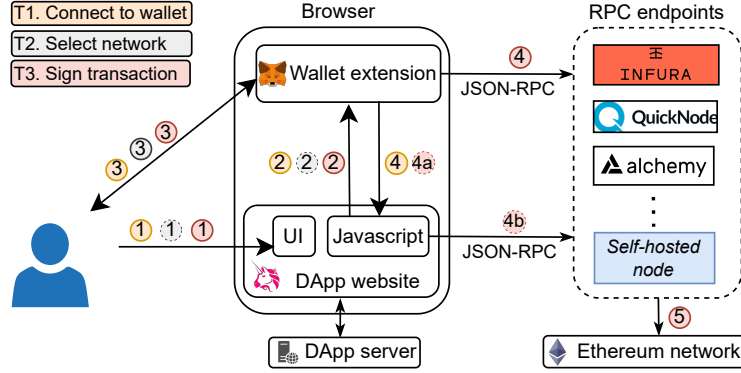 T1. Connect to wallet
T2. Select network
T3. Sign transaction
Browser
RPC endpoints
Wallet extension
4
JSON-RPC
INFURA
QuickNode
alchemy
3 3 3
2 2 2
4 4a
1 1 1
UI
Javascript
4b
JSON-RPC
Self-hosted
node
DApp website
5
DApp server
Ethereum network